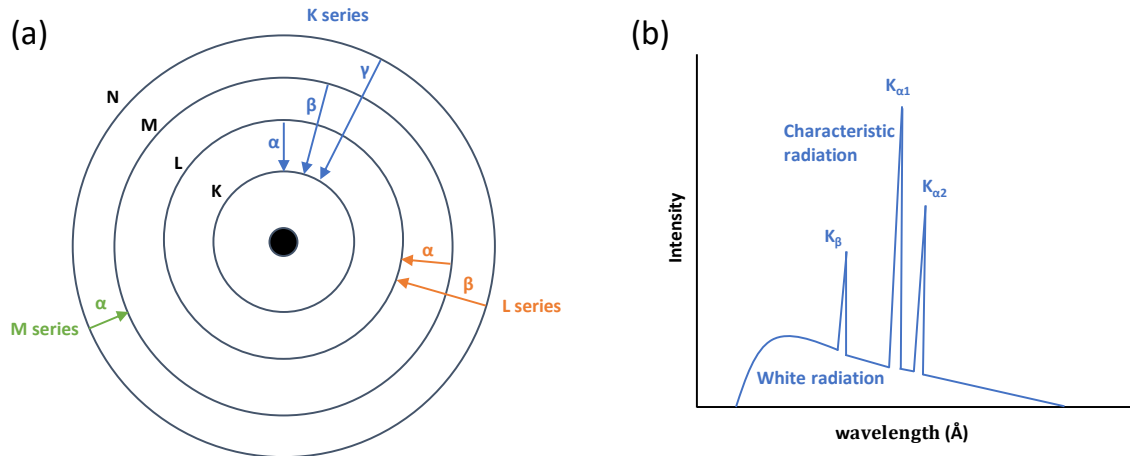 (a)
K series
N
M
L
K
γ
β
α
α
β
L series
α
M series
(b)
Intensity
Characteristic
radiation
Kα1
Kα2
Kβ
White radiation
wavelength (Å)